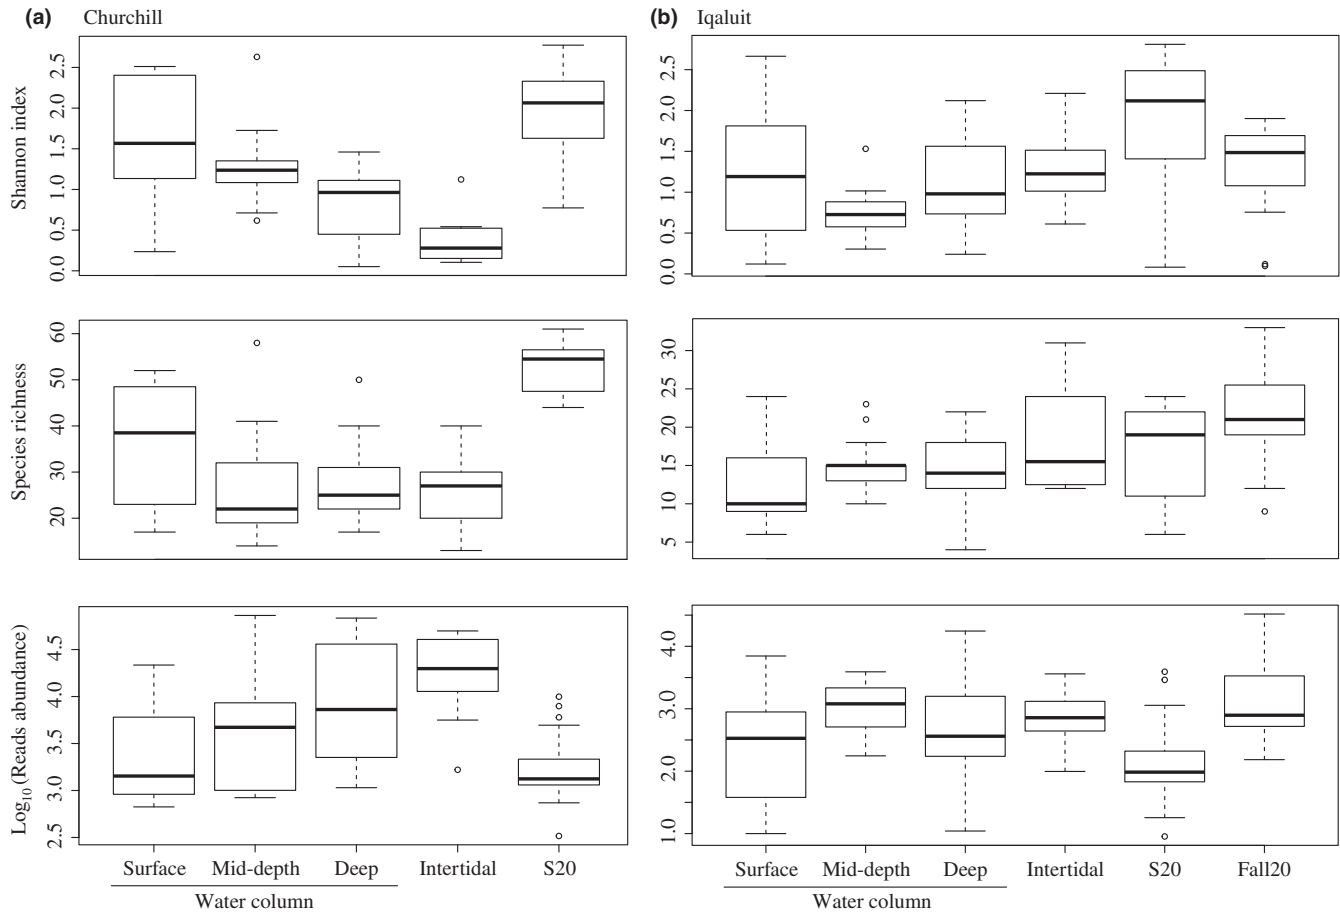 (a) Churchill
(b) Iqaluit
Shannon index
0.0 0.5 1.0 1.5 2.0 2.5
0.0 0.5 1.0 1.5 2.0 2.5
Species richness
20 30 40 50 60
5 10 15 20 25 30
Log10 (Reads abundance)
2.5 3.0 3.5 4.0 4.5
1.0 2.0 3.0 4.0
Surface Mid-depth Deep Intertidal S20
Water column
Surface Mid-depth Deep Intertidal S20 Fall20
Water column